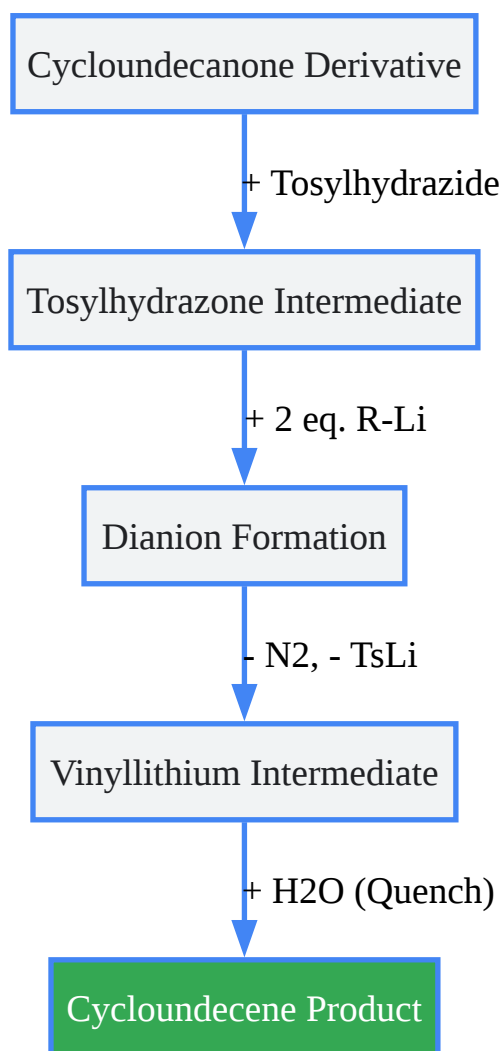 Cycloundecanone Derivative
+ Tosylhydrazide
Tosylhydrazone Intermediate
+ 2 eq. R-Li
Dianion Formation
- N2, - TsLi
Vinyllithium Intermediate
+ H2O (Quench)
Cycloundecene Product